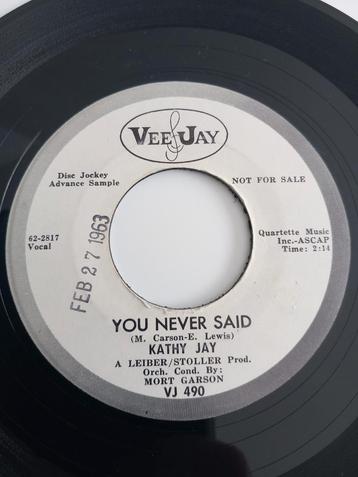 VEE JAY
Disc Jockey
Advance Sample
NOT FOR SALE
62-2817
Vocal
Quartette Music
Inc.-ASCAP
Time: 2:14
FEB 27 1963
YOU NEVER SAID
(M. Carson-E. Lewis)
KATHY JAY
A LEIBER/STOLLER Prod.
Orch. Cond. By:
MORT GARSON
VJ 490